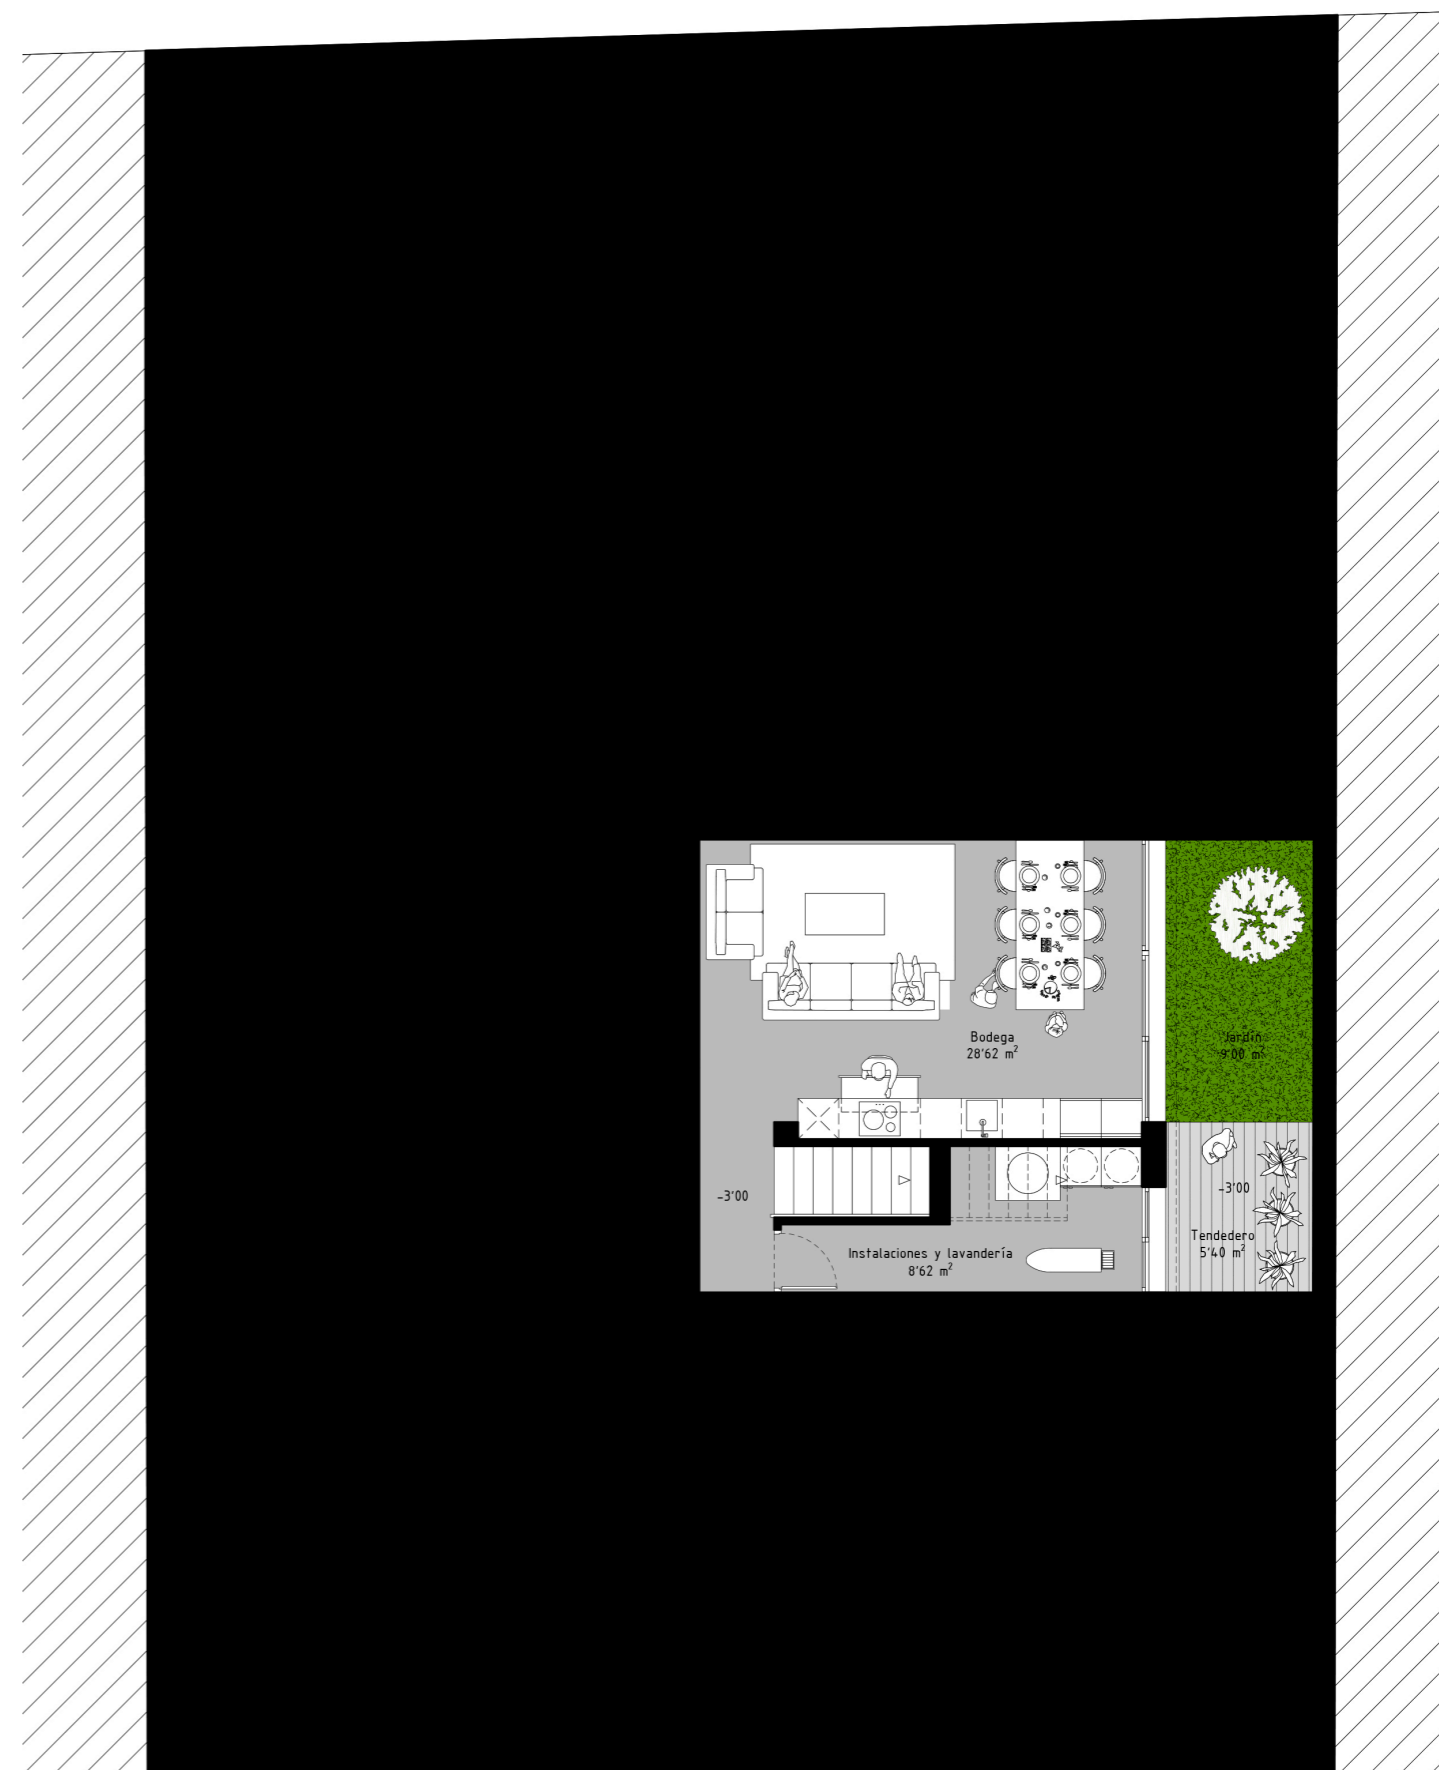 Bodega
28'62 m²
Jardín
9'00 m²
-3'00
-3'00
Tendedero
5'40 m²
Instalaciones y lavandería
8'62 m²